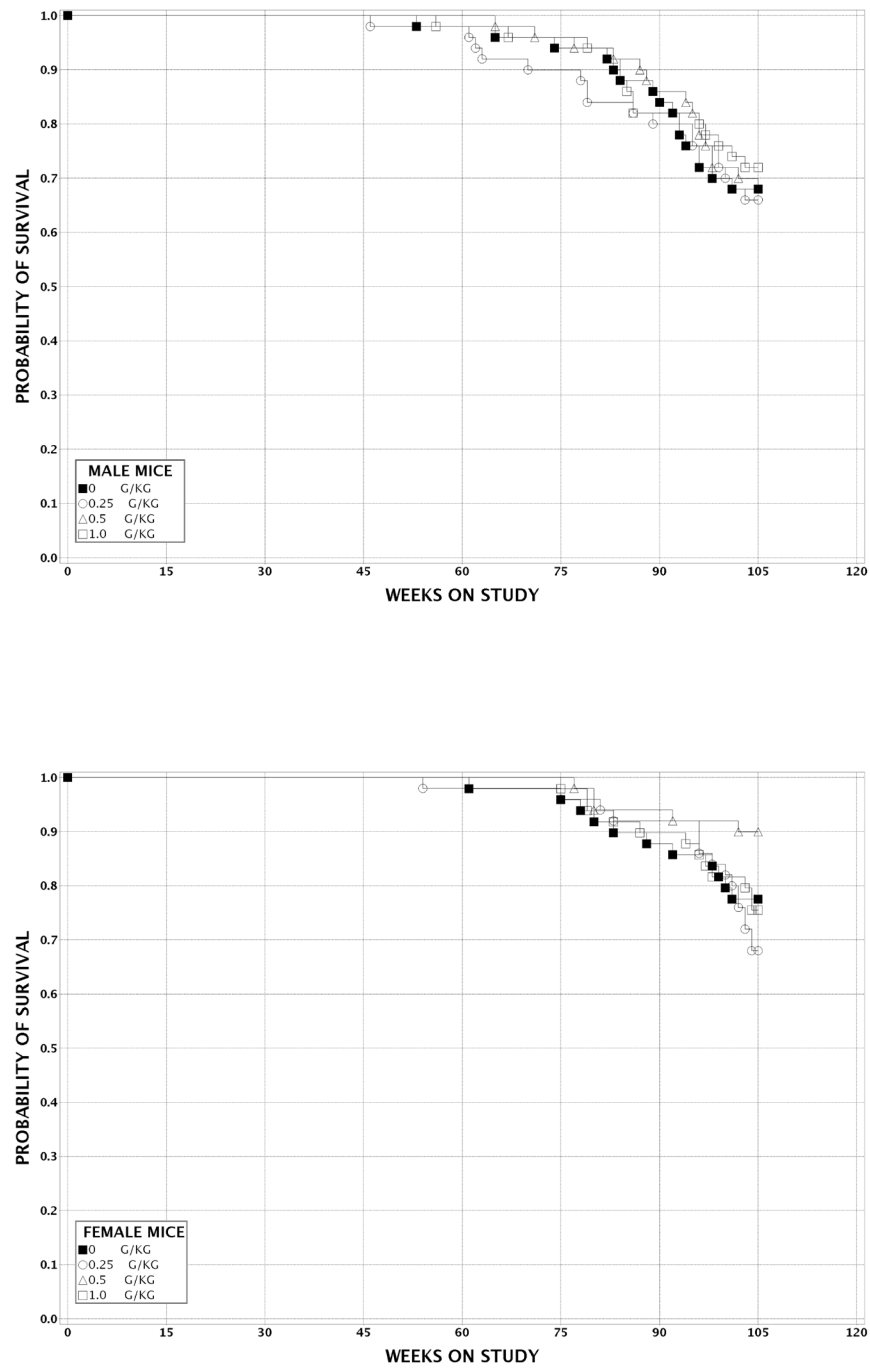 1.0
0.9
0.8
0.7
0.6
0.5
0.4
0.3
0.2
0.1
0.0
PROBABILITY OF SURVIVAL
MALE MICE
0 G/KG
0.25 G/KG
0.5 G/KG
1.0 G/KG
0 15 30 45 60 75 90 105 120
WEEKS ON STUDY
1.0
0.9
0.8
0.7
0.6
0.5
0.4
0.3
0.2
0.1
0.0
PROBABILITY OF SURVIVAL
FEMALE MICE
0 G/KG
0.25 G/KG
0.5 G/KG
1.0 G/KG
0 15 30 45 60 75 90 105 120
WEEKS ON STUDY